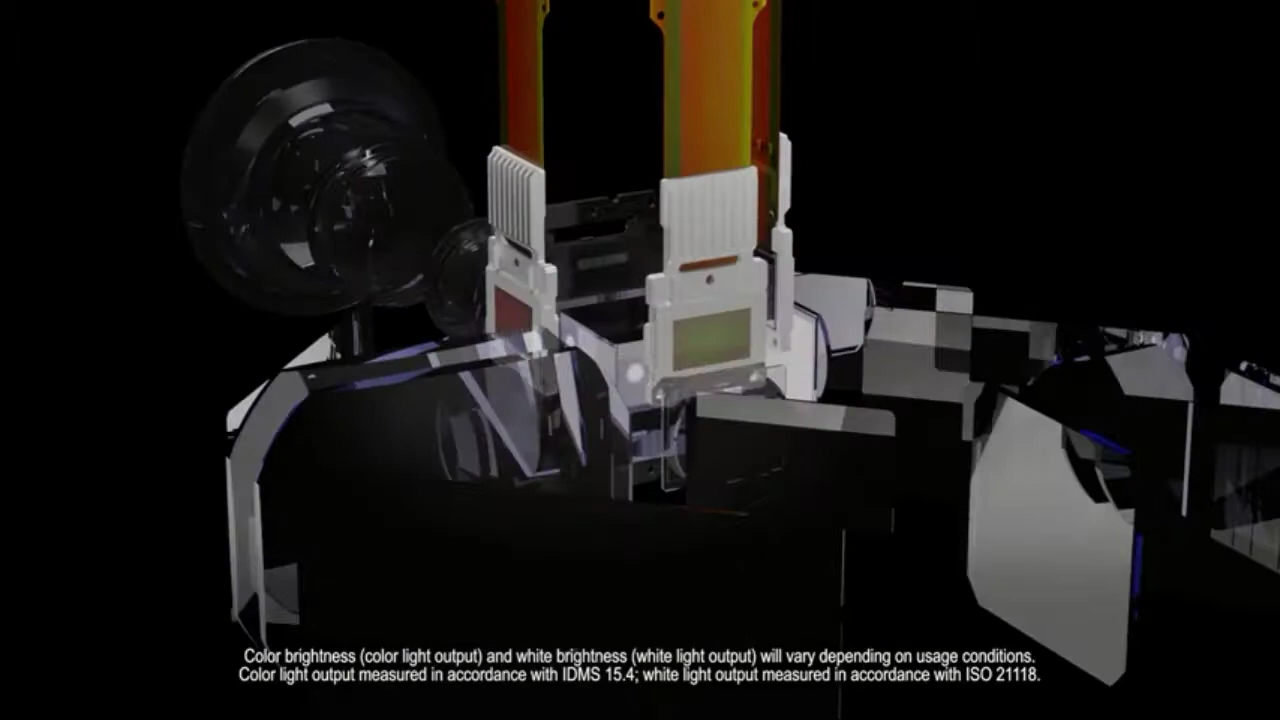 Color brightness (color light output) and white brightness (white light output) will vary depending on usage conditions.
Color light output measured in accordance with IDMS 15.4; white light output measured in accordance with ISO 21118.